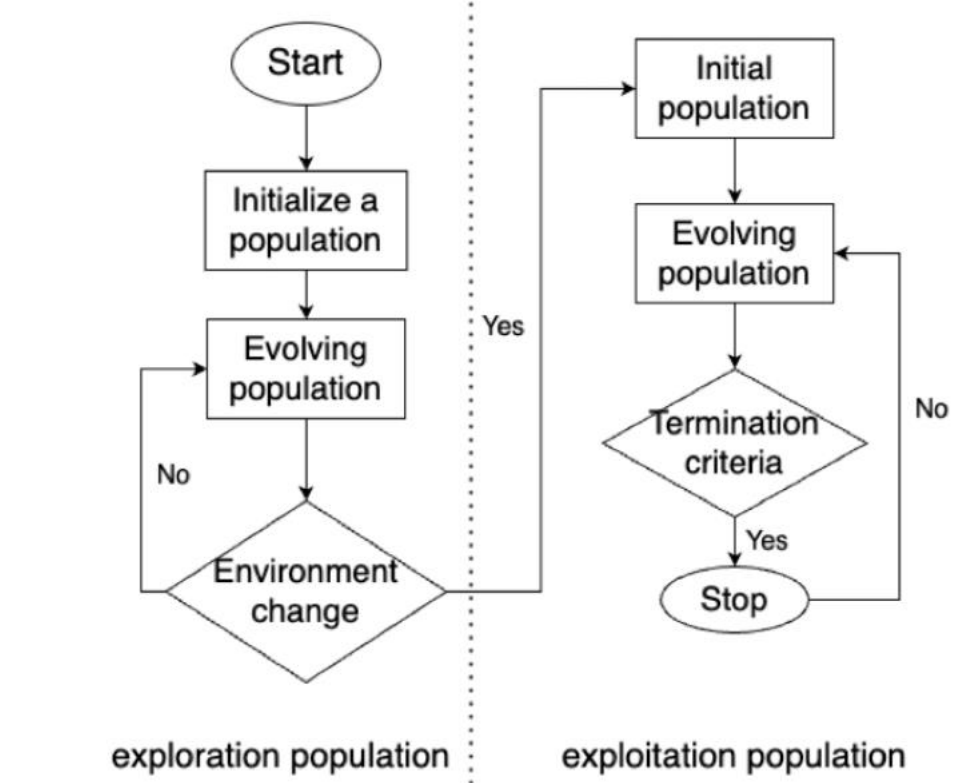 Start
Initialize a
population
Evolving
population
No
Environment
change
exploration population
Yes
Initial
population
Evolving
population
Termination
criteria
No
Yes
Stop
exploitation population